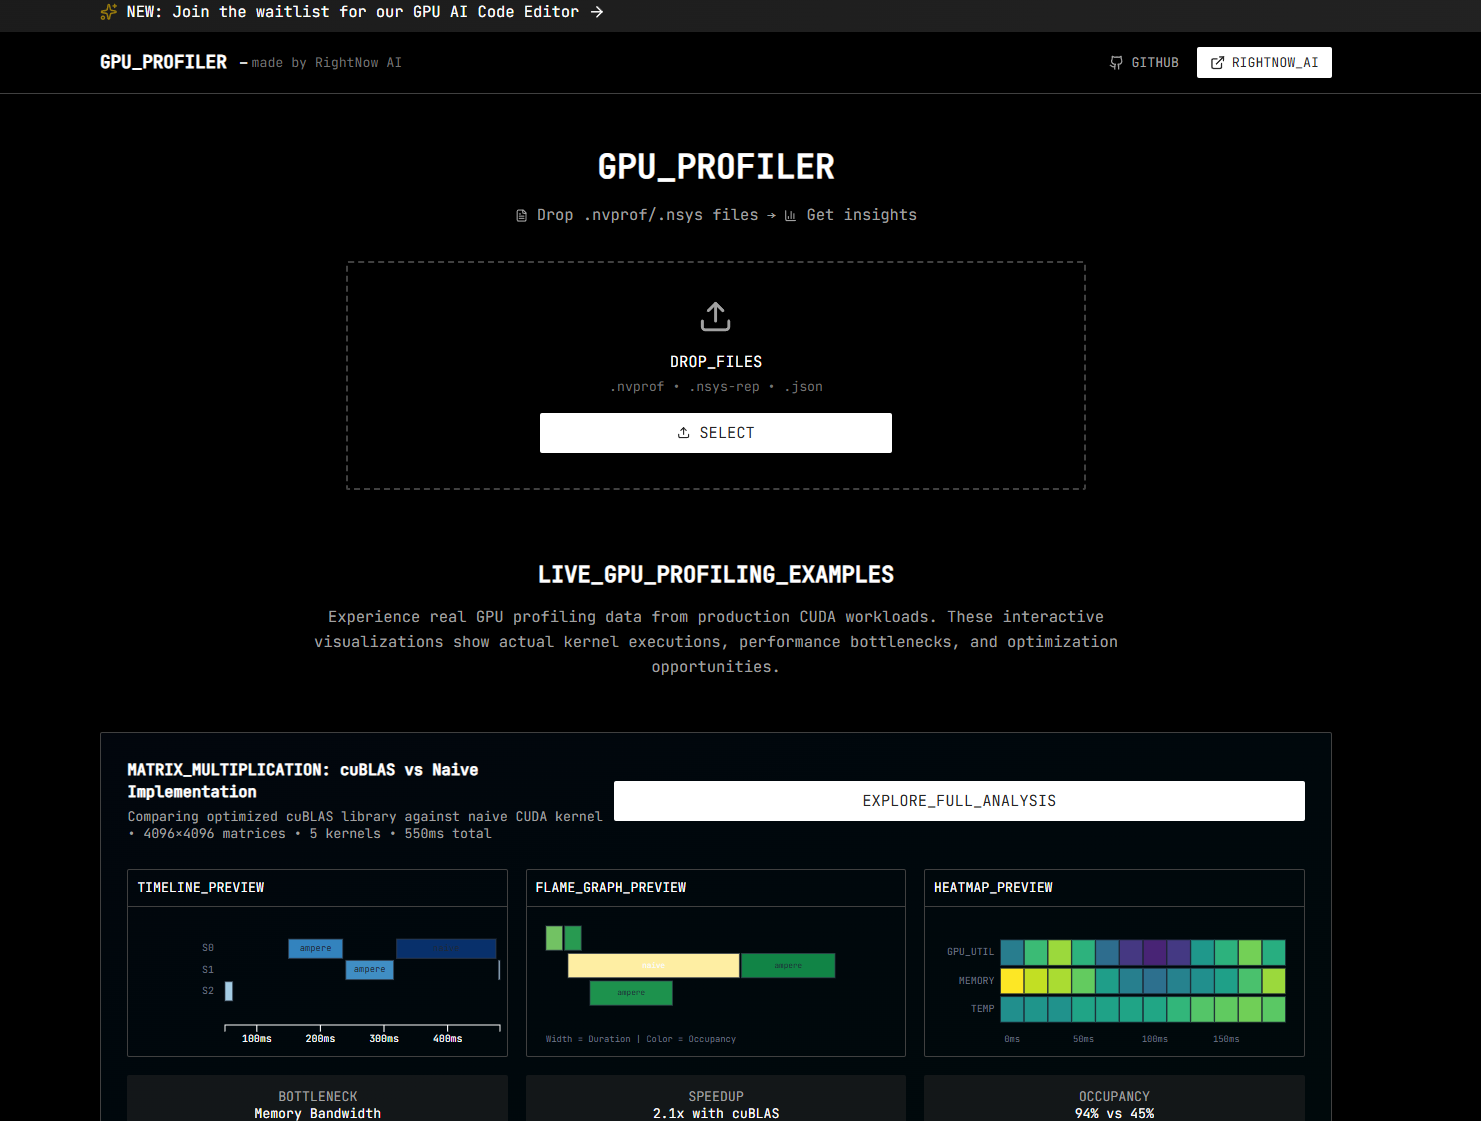 NEW: Join the waitlist for our GPU AI Code Editor →
GPU_PROFILER — made by RightNow AI
GITHUB
RIGHTNOW_AI
GPU_PROFILER
Drop .nvprof/.nsys files → Get insights
DROP_FILES
.nvprof • .nsys-rep • .json
SELECT
LIVE_GPU_PROFILING_EXAMPLES
Experience real GPU profiling data from production CUDA workloads. These interactive
visualizations show actual kernel executions, performance bottlenecks, and optimization
opportunities.
MATRIX_MULTIPLICATION: cuBLAS vs Naive
Implementation
Comparing optimized cuBLAS library against naive CUDA kernel
• 4096×4096 matrices • 5 kernels • 550ms total
EXPLORE_FULL_ANALYSIS
TIMELINE_PREVIEW
S0
ampere
S1
ampere
S2
100ms 200ms 300ms 400ms
FLAME_GRAPH_PREVIEW
naive
ampere
ampere
Width = Duration | Color = Occupancy
HEATMAP_PREVIEW
GPU_UTIL
MEMORY
TEMP
0ms 50ms 100ms 150ms
BOTTLENECK
Memory Bandwidth
SPEEDUP
2.1x with cuBLAS
OCCUPANCY
94% vs 45%